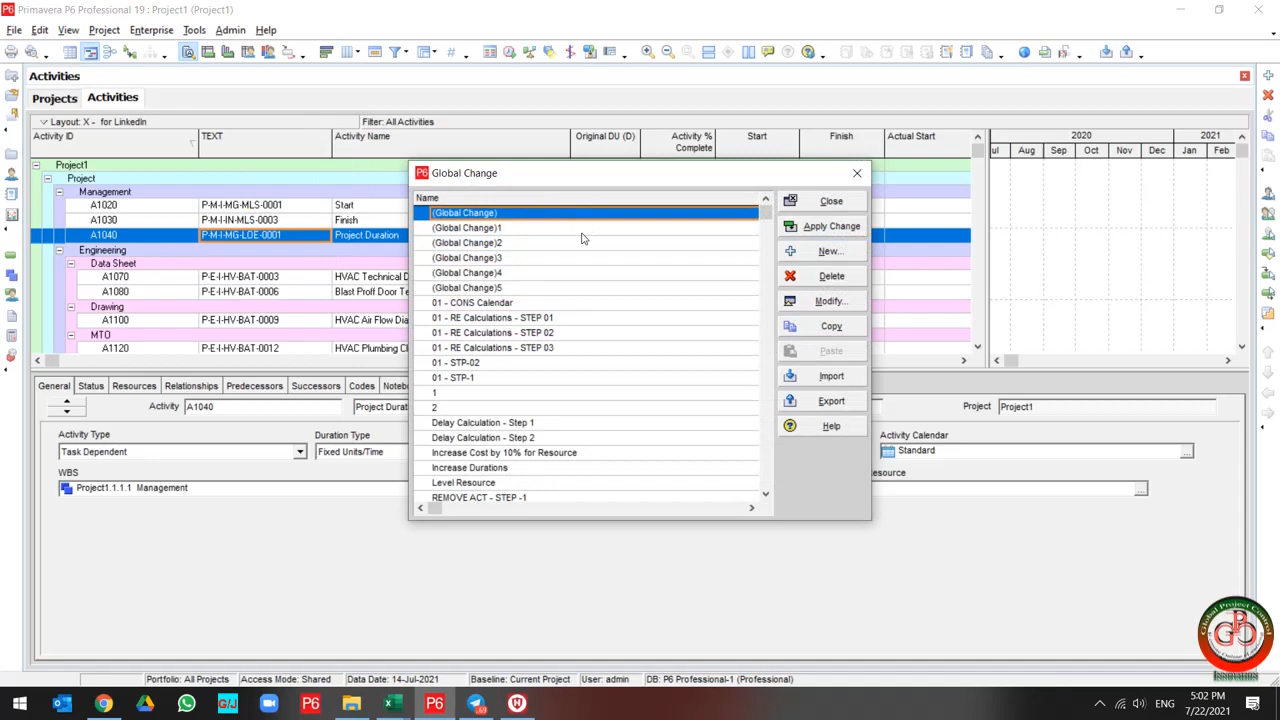 Primavera P6 Professional 19 : Project1 (Project1)
File Edit View Project Enterprise Tools Admin Help
Activities
Projects Activities
Layout: X - for LinkedIn Filter: All Activities
Activity ID TEXT Activity Name Original DU (D) Activity % Complete Start Finish Actual Start
2020 2021
ul Aug Sep Oct Nov Dec Jan Feb
Project1
Project
Management
A1020 P-M-I-MG-MLS-0001 Start
A1030 P-M-I-IN-MLS-0003 Finish
A1040 P-M-I-MG-LOE-0001 Project Duration
Engineering
Data Sheet
A1070 P-E-I-HV-BAT-0003 HVAC Technical D
A1080 P-E-I-HV-BAT-0006 Blast Proff Door Te
Drawing
A1100 P-E-I-HV-BAT-0009 HVAC Air Flow Dia
MTO
A1120 P-E-I-HV-BAT-0012 HVAC Plumbing Cl
P6 Global Change
Name
(Global Change)
(Global Change)1
(Global Change)2
(Global Change)3
(Global Change)4
(Global Change)5
01 - CONS Calendar
01 - RE Calculations - STEP 01
01 - RE Calculations - STEP 02
01 - RE Calculations - STEP 03
01 - STP-02
01 - STP-1
1
2
Delay Calculation - Step 1
Delay Calculation - Step 2
Increase Cost by 10% for Resource
Increase Durations
Level Resource
REMOVE ACT - STEP -1
Close
Apply Change
New...
Delete
Modify...
Copy
Paste
Import
Export
Help
General Status Resources Relationships Predecessors Successors Codes Noteb
Activity A1040 Project Durat Project Project1
Activity Type Duration Type Activity Calendar
Task Dependent Fixed Units/Time Standard
WBS esource
Project1.1.1.1 Management
Portfolio: All Projects Access Mode: Shared Data Date: 14-Jul-2021 Baseline: Current Project User: admin DB: P6 Professional-1 (Professional)
Global Project Control
GPC
Innovators
G/J P6 P6 H
ENG 5:02 PM
7/22/2021